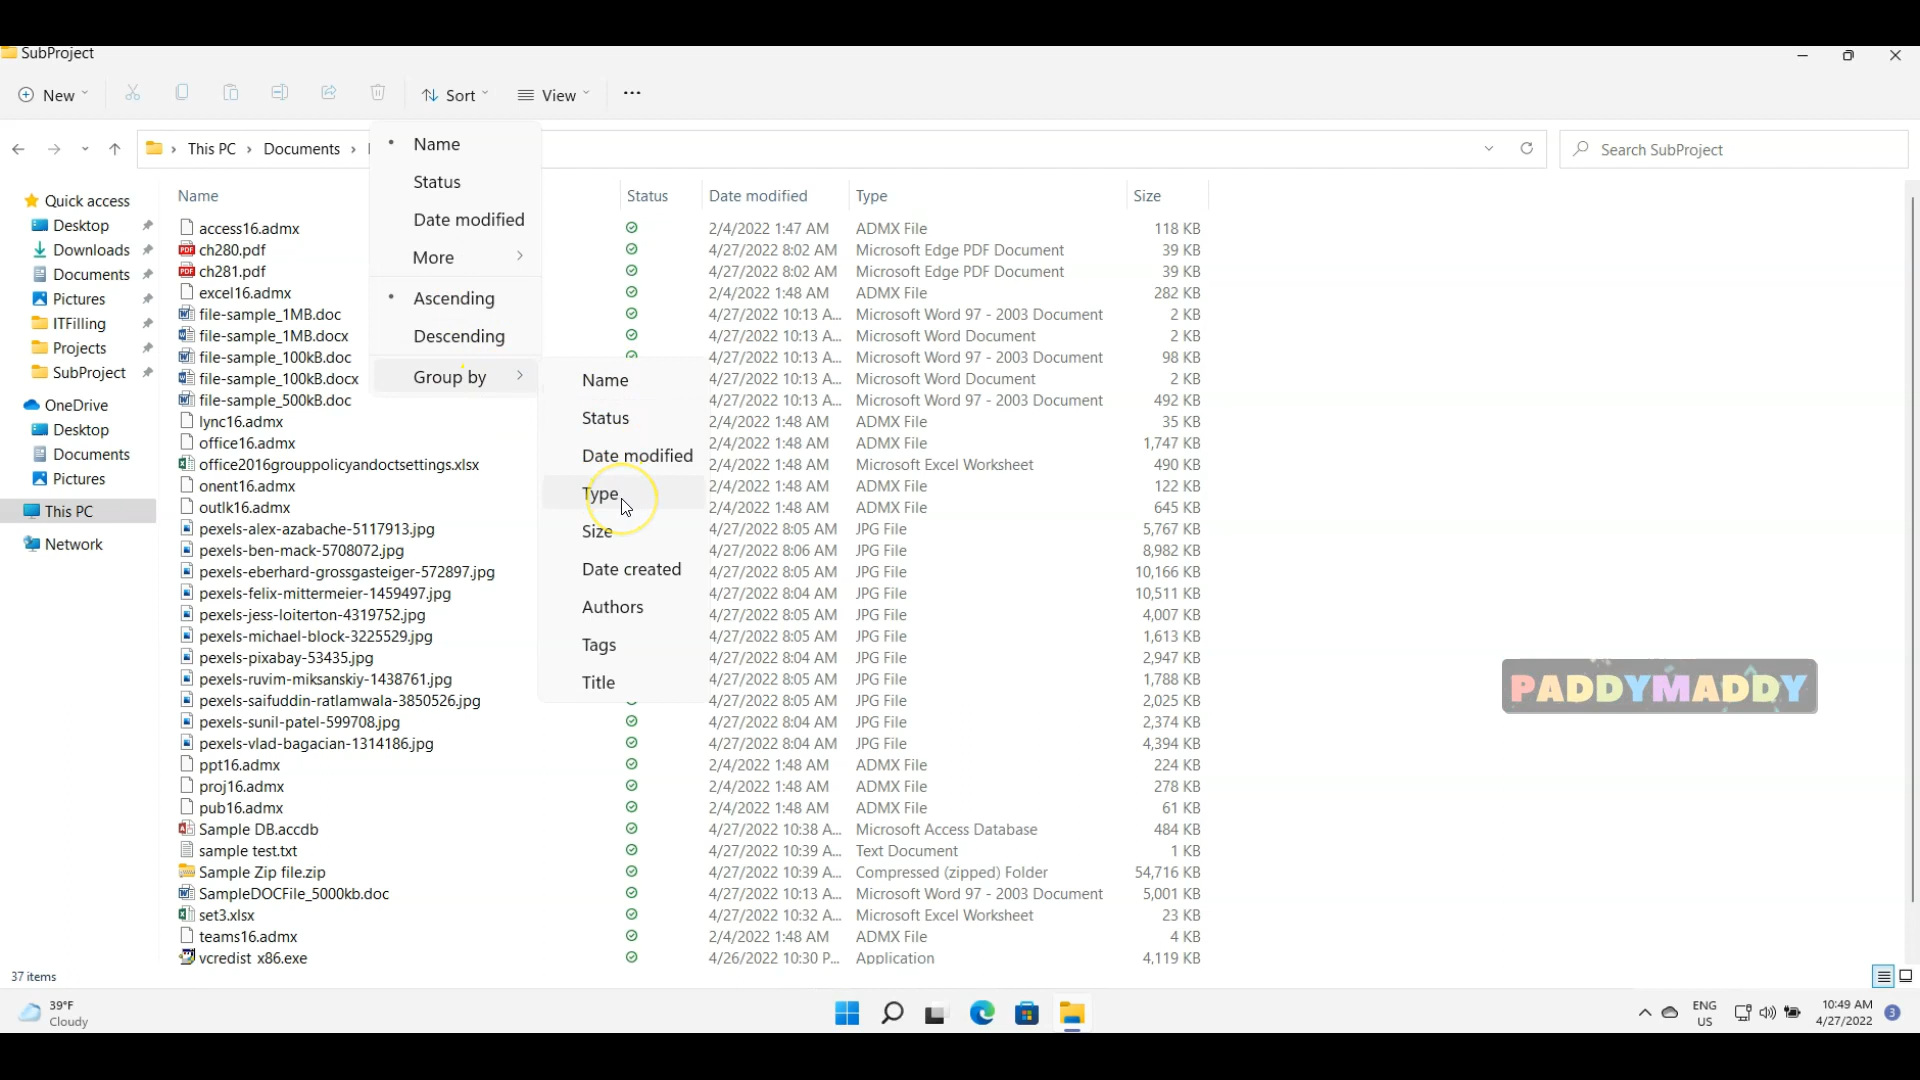 SubProject
New
Sort
View
This PC > Documents >
Search SubProject
Name
Status
Date modified
More
Ascending
Descending
Group by
Name
Status
Date modified
Type
Size
Date created
Authors
Tags
Title
Quick access
Desktop
Downloads
Documents
Pictures
ITFilling
Projects
SubProject
OneDrive
Desktop
Documents
Pictures
This PC
Network
Name Status Date modified Type Size
access16.admx 2/4/2022 1:47 AM ADMX File 118 KB
ch280.pdf 4/27/2022 8:02 AM Microsoft Edge PDF Document 39 KB
ch281.pdf 4/27/2022 8:02 AM Microsoft Edge PDF Document 39 KB
excel16.admx 2/4/2022 1:48 AM ADMX File 282 KB
file-sample_1MB.doc 4/27/2022 10:13 A... Microsoft Word 97 - 2003 Document 2 KB
file-sample_1MB.docx 4/27/2022 10:13 A... Microsoft Word Document 2 KB
file-sample_100kB.doc 4/27/2022 10:13 A... Microsoft Word 97 - 2003 Document 98 KB
file-sample_100kB.docx 4/27/2022 10:13 A... Microsoft Word Document 2 KB
file-sample_500kB.doc 4/27/2022 10:13 A... Microsoft Word 97 - 2003 Document 492 KB
lync16.admx 2/4/2022 1:48 AM ADMX File 35 KB
office16.admx 2/4/2022 1:48 AM ADMX File 1,747 KB
office2016grouppolicyandoctsettings.xlsx 2/4/2022 1:48 AM Microsoft Excel Worksheet 490 KB
onent16.admx 2/4/2022 1:48 AM ADMX File 122 KB
outlk16.admx 2/4/2022 1:48 AM ADMX File 645 KB
pexels-alex-azabache-5117913.jpg 4/27/2022 8:05 AM JPG File 5,767 KB
pexels-ben-mack-5708072.jpg 4/27/2022 8:06 AM JPG File 8,982 KB
pexels-eberhard-grossgasteiger-572897.jpg 4/27/2022 8:05 AM JPG File 10,166 KB
pexels-felix-mittermeier-1459497.jpg 4/27/2022 8:04 AM JPG File 10,511 KB
pexels-jess-loiterton-4319752.jpg 4/27/2022 8:05 AM JPG File 4,007 KB
pexels-michael-block-3225529.jpg 4/27/2022 8:05 AM JPG File 1,613 KB
pexels-pixabay-53435.jpg 4/27/2022 8:04 AM JPG File 2,947 KB
pexels-ruvim-miksanskiy-1438761.jpg 4/27/2022 8:05 AM JPG File 1,788 KB
pexels-saifuddin-ratlamwala-3850526.jpg 4/27/2022 8:05 AM JPG File 2,025 KB
pexels-sunil-patel-599708.jpg 4/27/2022 8:04 AM JPG File 2,374 KB
pexels-vlad-bagacian-1314186.jpg 4/27/2022 8:04 AM JPG File 4,394 KB
ppt16.admx 2/4/2022 1:48 AM ADMX File 224 KB
proj16.admx 2/4/2022 1:48 AM ADMX File 278 KB
pub16.admx 2/4/2022 1:48 AM ADMX File 61 KB
Sample DB.accdb 4/27/2022 10:38 A... Microsoft Access Database 484 KB
sample test.txt 4/27/2022 10:39 A... Text Document 1 KB
Sample Zip file.zip 4/27/2022 10:39 A... Compressed (zipped) Folder 54,716 KB
SampleDOCFile_5000kb.doc 4/27/2022 10:13 A... Microsoft Word 97 - 2003 Document 5,001 KB
set3.xlsx 4/27/2022 10:32 A... Microsoft Excel Worksheet 23 KB
teams16.admx 2/4/2022 1:48 AM ADMX File 4 KB
vcredist x86.exe 4/26/2022 10:30 P... Application 4,119 KB
PADDYMADDY
37 items
39°F
Cloudy
ENG
US
10:49 AM
4/27/2022
3